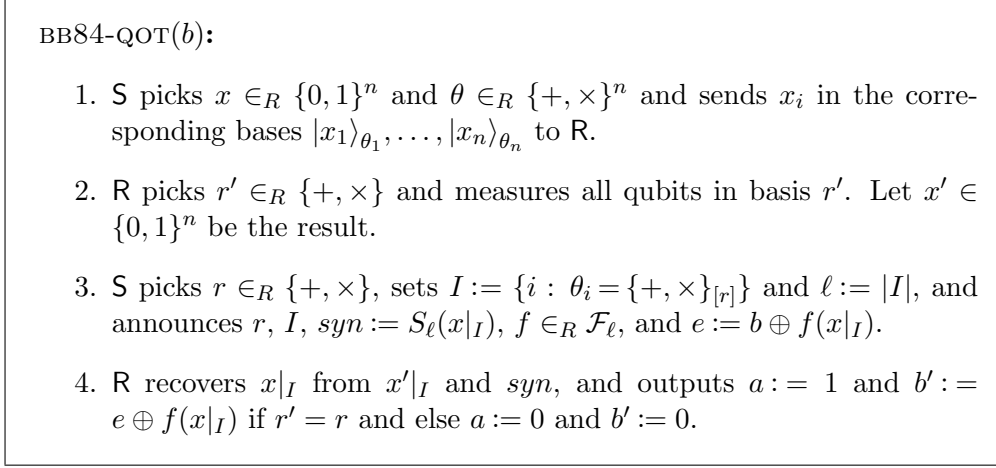 BB84-QOT(b):
1. S picks x ∈_R {0, 1}^n and θ ∈_R {+, ×}^n and sends x_i in the corre-
sponding bases |x_1⟩_{θ_1}, . . . , |x_n⟩_{θ_n} to R.
2. R picks r′ ∈_R {+, ×} and measures all qubits in basis r′. Let x′ ∈
{0, 1}^n be the result.
3. S picks r ∈_R {+, ×}, sets I := {i : θ_i = {+, ×}_{[r]}} and ℓ := |I|, and
announces r, I, syn := S_ℓ(x|_I), f ∈_R F_ℓ, and e := b ⊕ f(x|_I).
4. R recovers x|_I from x′|_I and syn, and outputs a : = 1 and b′ : =
e ⊕ f(x|_I) if r′ = r and else a := 0 and b′ := 0.